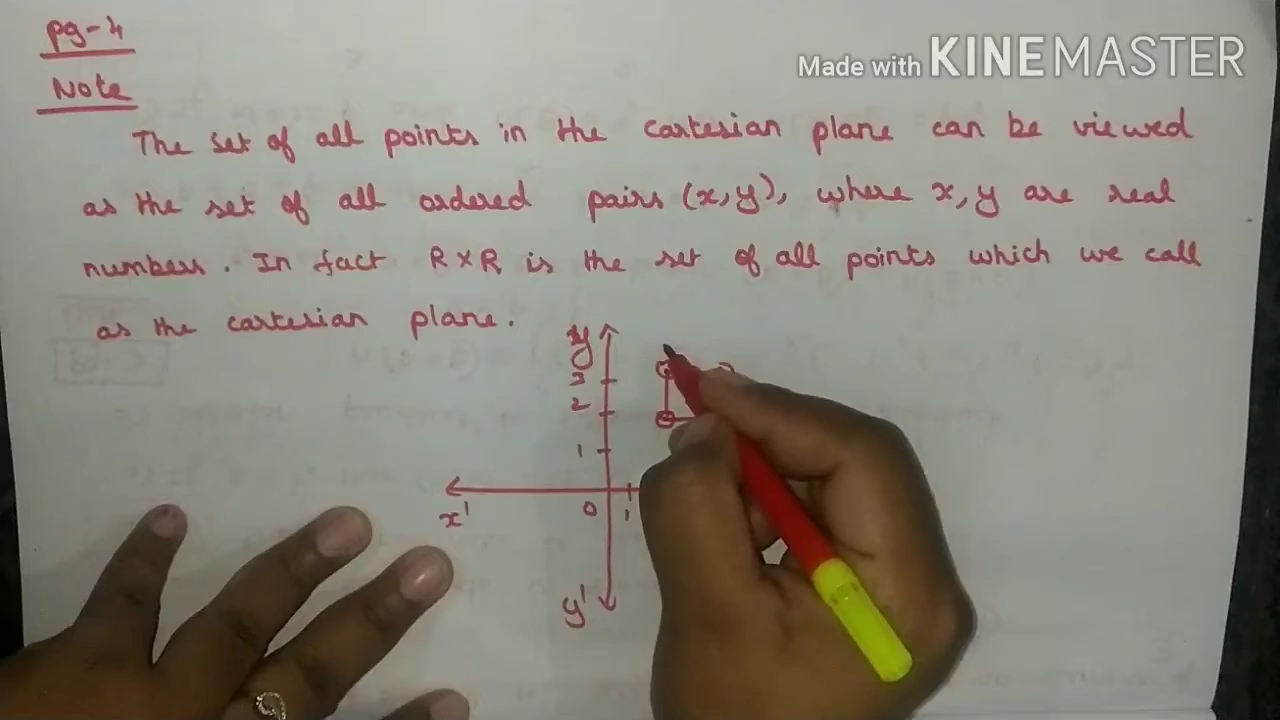 pg-4
Made with KINEMASTER
Note
The set of all points in the cartesian plane can be viewed
as the set of all ordered pairs (x,y), where x,y are real
numbers. In fact R×R is the set of all points which we call
as the cartesian plane.
y
3
2
1
x' 0 1
y'